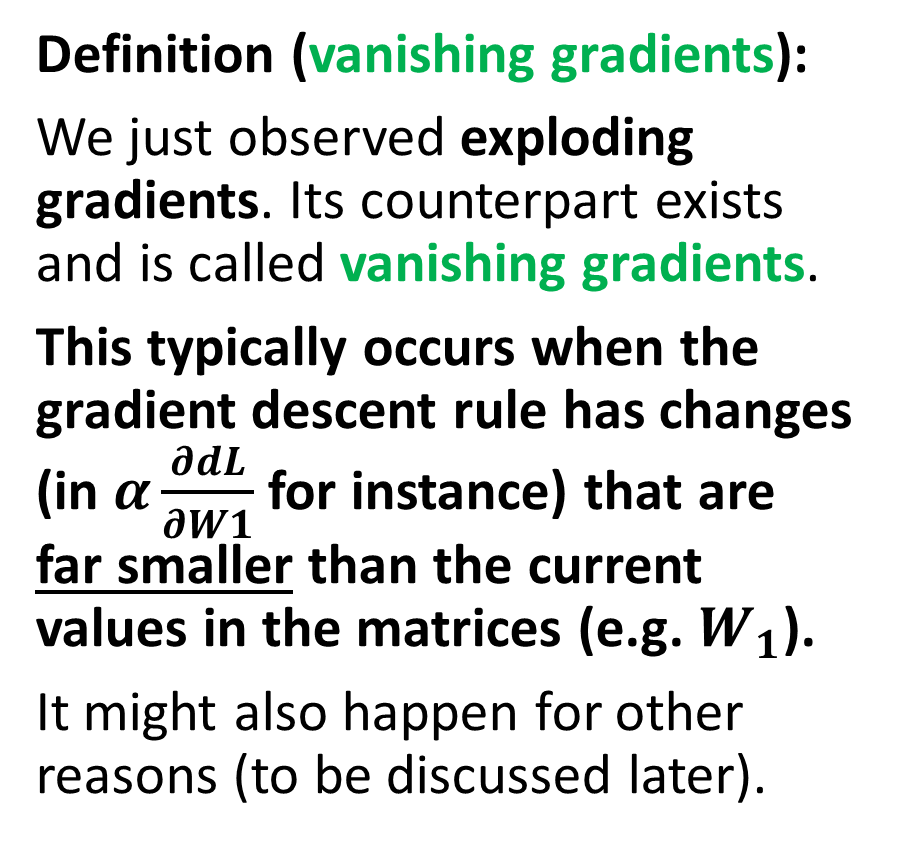 Definition (vanishing gradients):
We just observed exploding
gradients. Its counterpart exists
and is called vanishing gradients.
This typically occurs when the
gradient descent rule has changes
(in α ∂dL/∂W1 for instance) that are
far smaller than the current
values in the matrices (e.g. W₁).
It might also happen for other
reasons (to be discussed later).